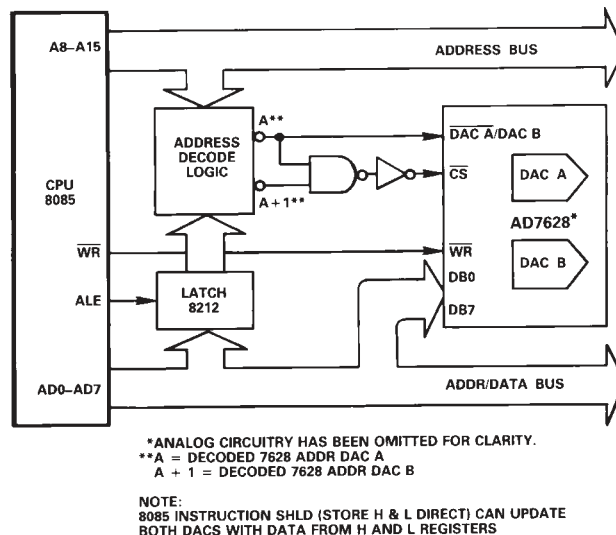 A8–A15
ADDRESS BUS
A**
ADDRESS
DECODE
LOGIC
DAC A/DAC B
CPU
8085
CS
DAC A
A + 1**
AD7628*
WR
WR
DAC B
DB0
ALE
LATCH
8212
DB7
AD0–AD7
ADDR/DATA BUS
*ANALOG CIRCUITRY HAS BEEN OMITTED FOR CLARITY.
**A = DECODED 7628 ADDR DAC A
A + 1 = DECODED 7628 ADDR DAC B
NOTE:
8085 INSTRUCTION SHLD (STORE H & L DIRECT) CAN UPDATE
BOTH DACS WITH DATA FROM H AND L REGISTERS